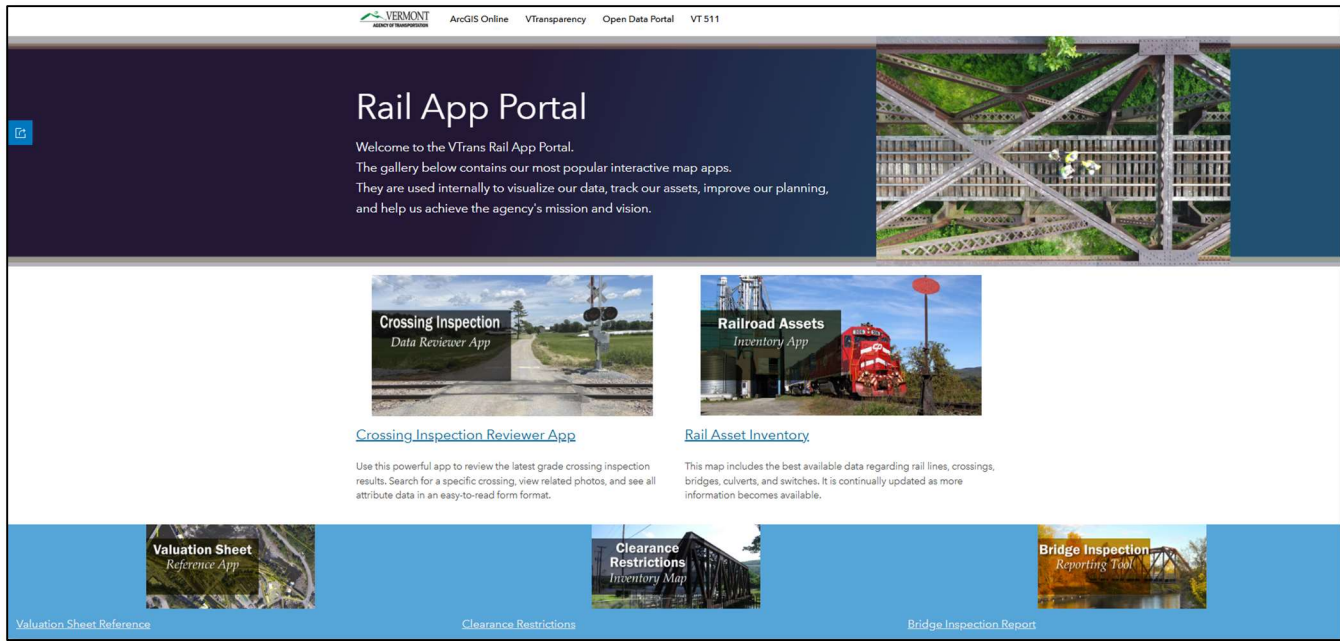 VERMONT
AGENCY OF TRANSPORTATION
ArcGIS Online VTransparency Open Data Portal VT 511
Rail App Portal
Welcome to the VTrans Rail App Portal.
The gallery below contains our most popular interactive map apps.
They are used internally to visualize our data, track our assets, improve our planning,
and help us achieve the agency's mission and vision.
Crossing Inspection
Data Reviewer App
Railroad Assets
Inventory App
Crossing Inspection Reviewer App
Rail Asset Inventory
Use this powerful app to review the latest grade crossing inspection
results. Search for a specific crossing, view related photos, and see all
attribute data in an easy-to-read form format.
This map includes the best available data regarding rail lines, crossings,
bridges, culverts, and switches. It is continually updated as more
information becomes available.
Valuation Sheet
Reference App
Clearance
Restrictions
Inventory Map
Bridge Inspection
Reporting Tool
Valuation Sheet Reference
Clearance Restrictions
Bridge Inspection Report